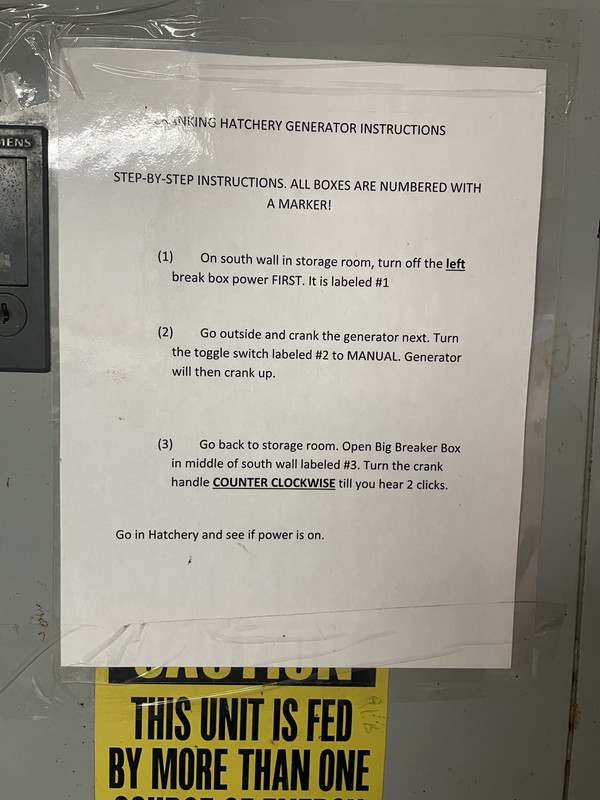 CRANKING HATCHERY GENERATOR INSTRUCTIONS
STEP-BY-STEP INSTRUCTIONS. ALL BOXES ARE NUMBERED WITH
A MARKER!
(1) On south wall in storage room, turn off the left
break box power FIRST. It is labeled #1
(2) Go outside and crank the generator next. Turn
the toggle switch labeled #2 to MANUAL. Generator
will then crank up.
(3) Go back to storage room. Open Big Breaker Box
in middle of south wall labeled #3. Turn the crank
handle COUNTER CLOCKWISE till you hear 2 clicks.
Go in Hatchery and see if power is on.
CAUTION
THIS UNIT IS FED
BY MORE THAN ONE